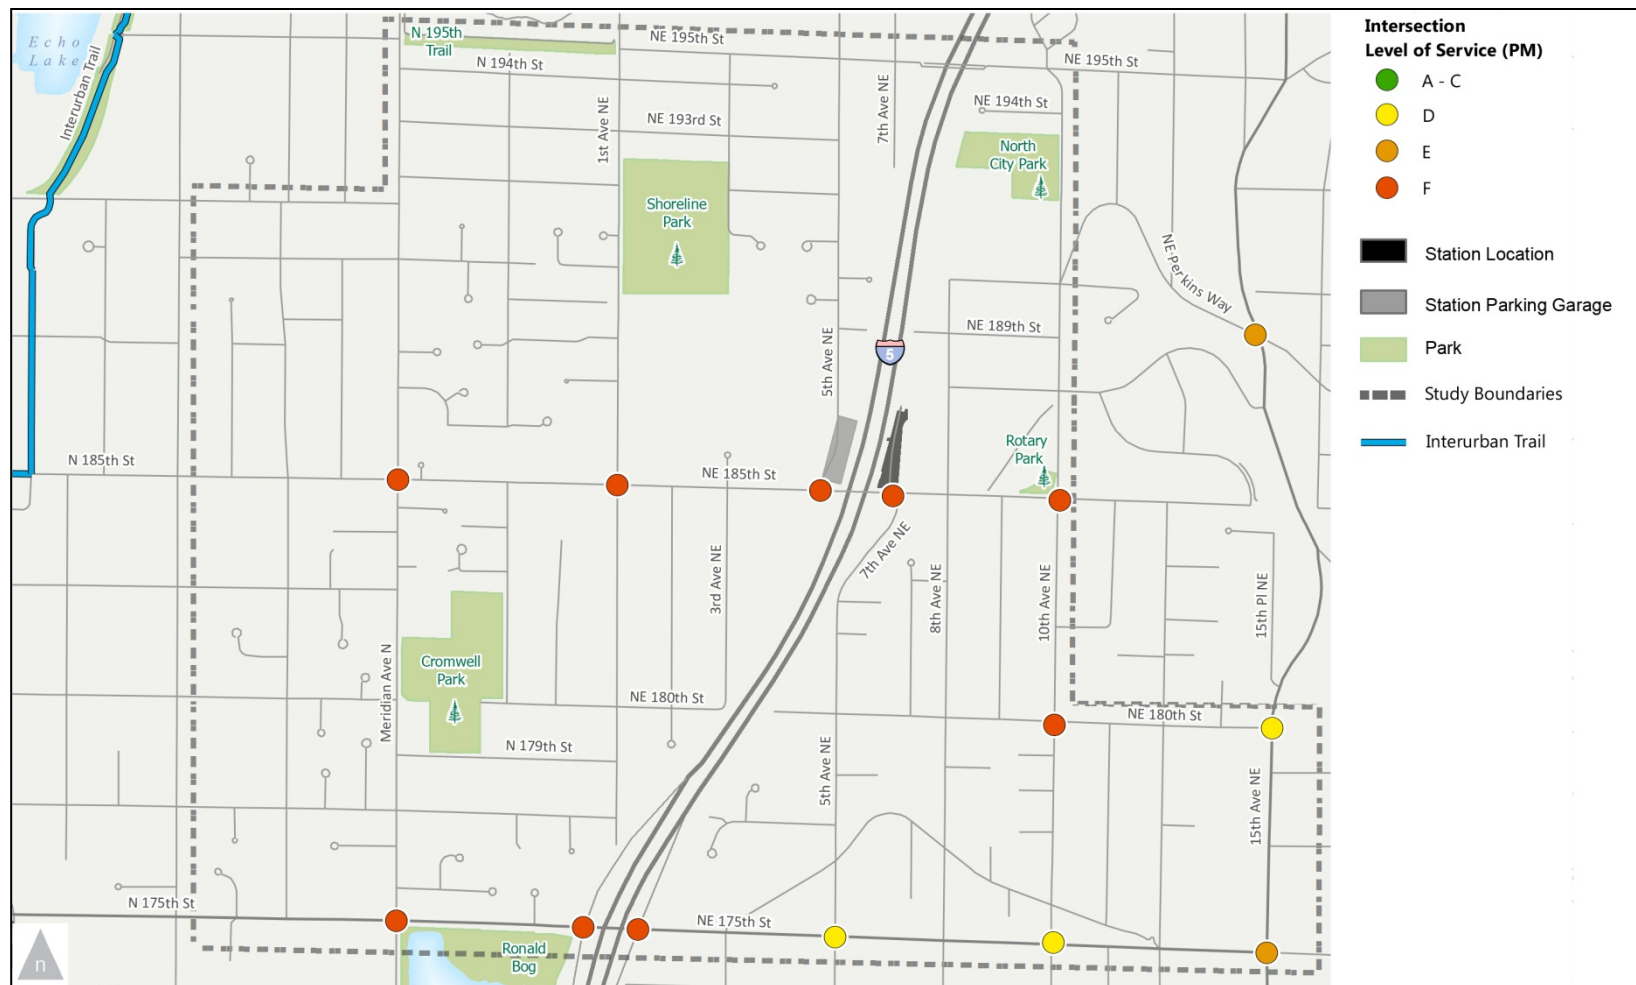 Echo
Lake
Interurban Trail
N 195th
Trail
NE 195th St
N 194th St
NE 193rd St
1st Ave NE
7th Ave NE
NE 195th St
NE 194th St
North
City Park
Shoreline
Park
NE Perkins Way
NE 189th St
5th Ave NE
5
Rotary
Park
N 185th St
NE 185th St
7th Ave NE
3rd Ave NE
8th Ave NE
10th Ave NE
15th Pl NE
Cromwell
Park
Meridian Ave N
NE 180th St
NE 180th St
N 179th St
5th Ave NE
15th Ave NE
N 175th St
NE 175th St
Ronald
Bog
n
Intersection
Level of Service (PM)
A - C
D
E
F
Station Location
Station Parking Garage
Park
Study Boundaries
Interurban Trail